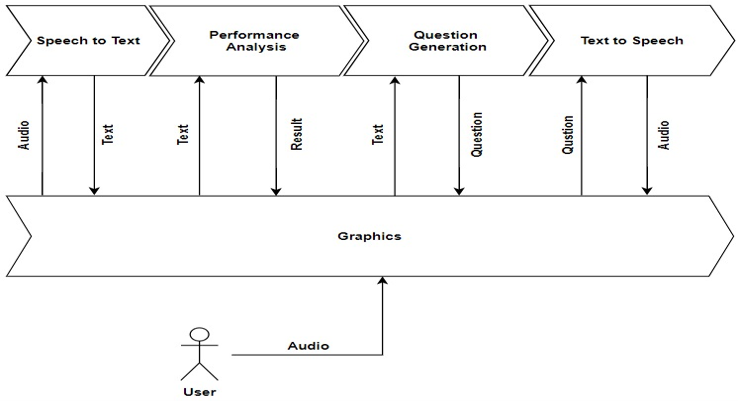 Speech to Text
Performance
Analysis
Question
Generation
Text to Speech
Audio
Text
Text
Result
Text
Question
Qustion
Audio
Graphics
Audio
User